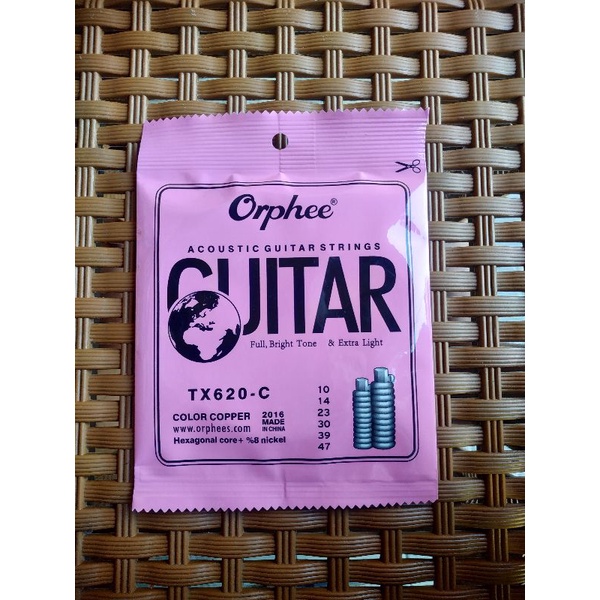 Orphee®
ACOUSTIC GUITAR STRINGS
GUITAR
Full, Bright Tone & Extra Light
TX620-C
COLOR COPPER
www.orphees.com
2016
MADE
IN CHINA
Hexagonal core+ %8 nickel
10
14
23
30
39
47